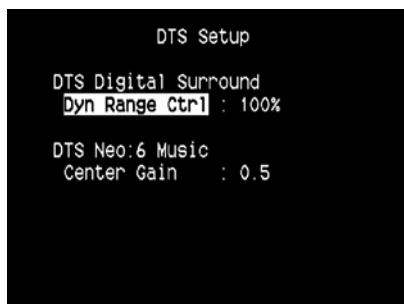 DTS Setup
DTS Digital Surround
Dyn Range Ctrl : 100%
DTS Neo:6 Music
Center Gain : 0.5